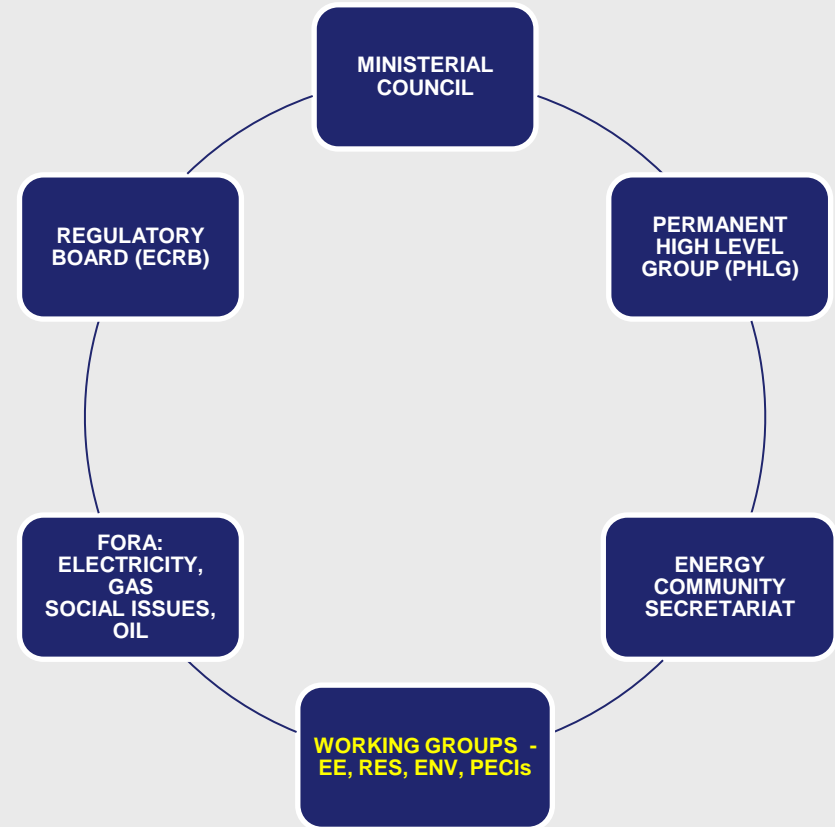 MINISTERIAL
COUNCIL
PERMANENT
HIGH LEVEL
GROUP (PHLG)
ENERGY
COMMUNITY
SECRETARIAT
WORKING GROUPS -
EE, RES, ENV, PECIs
FORA:
ELECTRICITY,
GAS
SOCIAL ISSUES,
OIL
REGULATORY
BOARD (ECRB)